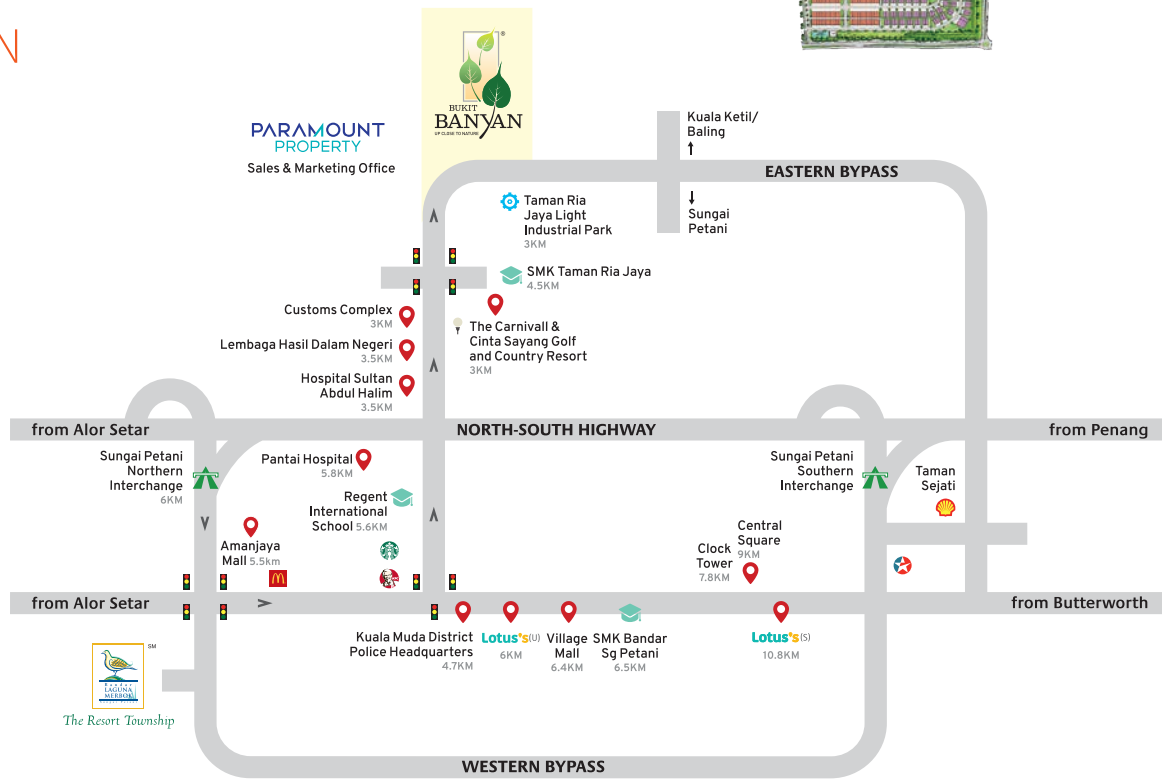 N
BUKIT
BANYAN
UP CLOSE TO NATURE
®
PARAMOUNT
PROPERTY
Sales & Marketing Office
Kuala Ketil/
Baling
EASTERN BYPASS
Sungai
Petani
Taman Ria
Jaya Light
Industrial Park
3KM
SMK Taman Ria Jaya
4.5KM
Customs Complex
3KM
The Carnivall &
Cinta Sayang Golf
and Country Resort
3KM
Lembaga Hasil Dalam Negeri
3.5KM
Hospital Sultan
Abdul Halim
3.5KM
from Alor Setar
NORTH-SOUTH HIGHWAY
from Penang
Sungai Petani
Northern
Interchange
6KM
Pantai Hospital
5.8KM
Regent
International
School 5.6KM
Sungai Petani
Southern
Interchange
Taman
Sejati
Amanjaya
Mall 5.5km
KFC
Central
Square
9KM
Clock
Tower
7.8KM
from Alor Setar
from Butterworth
Kuala Muda District
Police Headquarters
4.7KM
Lotus's(U)
6KM
Village
Mall
6.4KM
SMK Bandar
Sg Petani
6.5KM
Lotus's(S)
10.8KM
SM
Bandar
LAGUNA
MERBOK
The Resort Township
WESTERN BYPASS